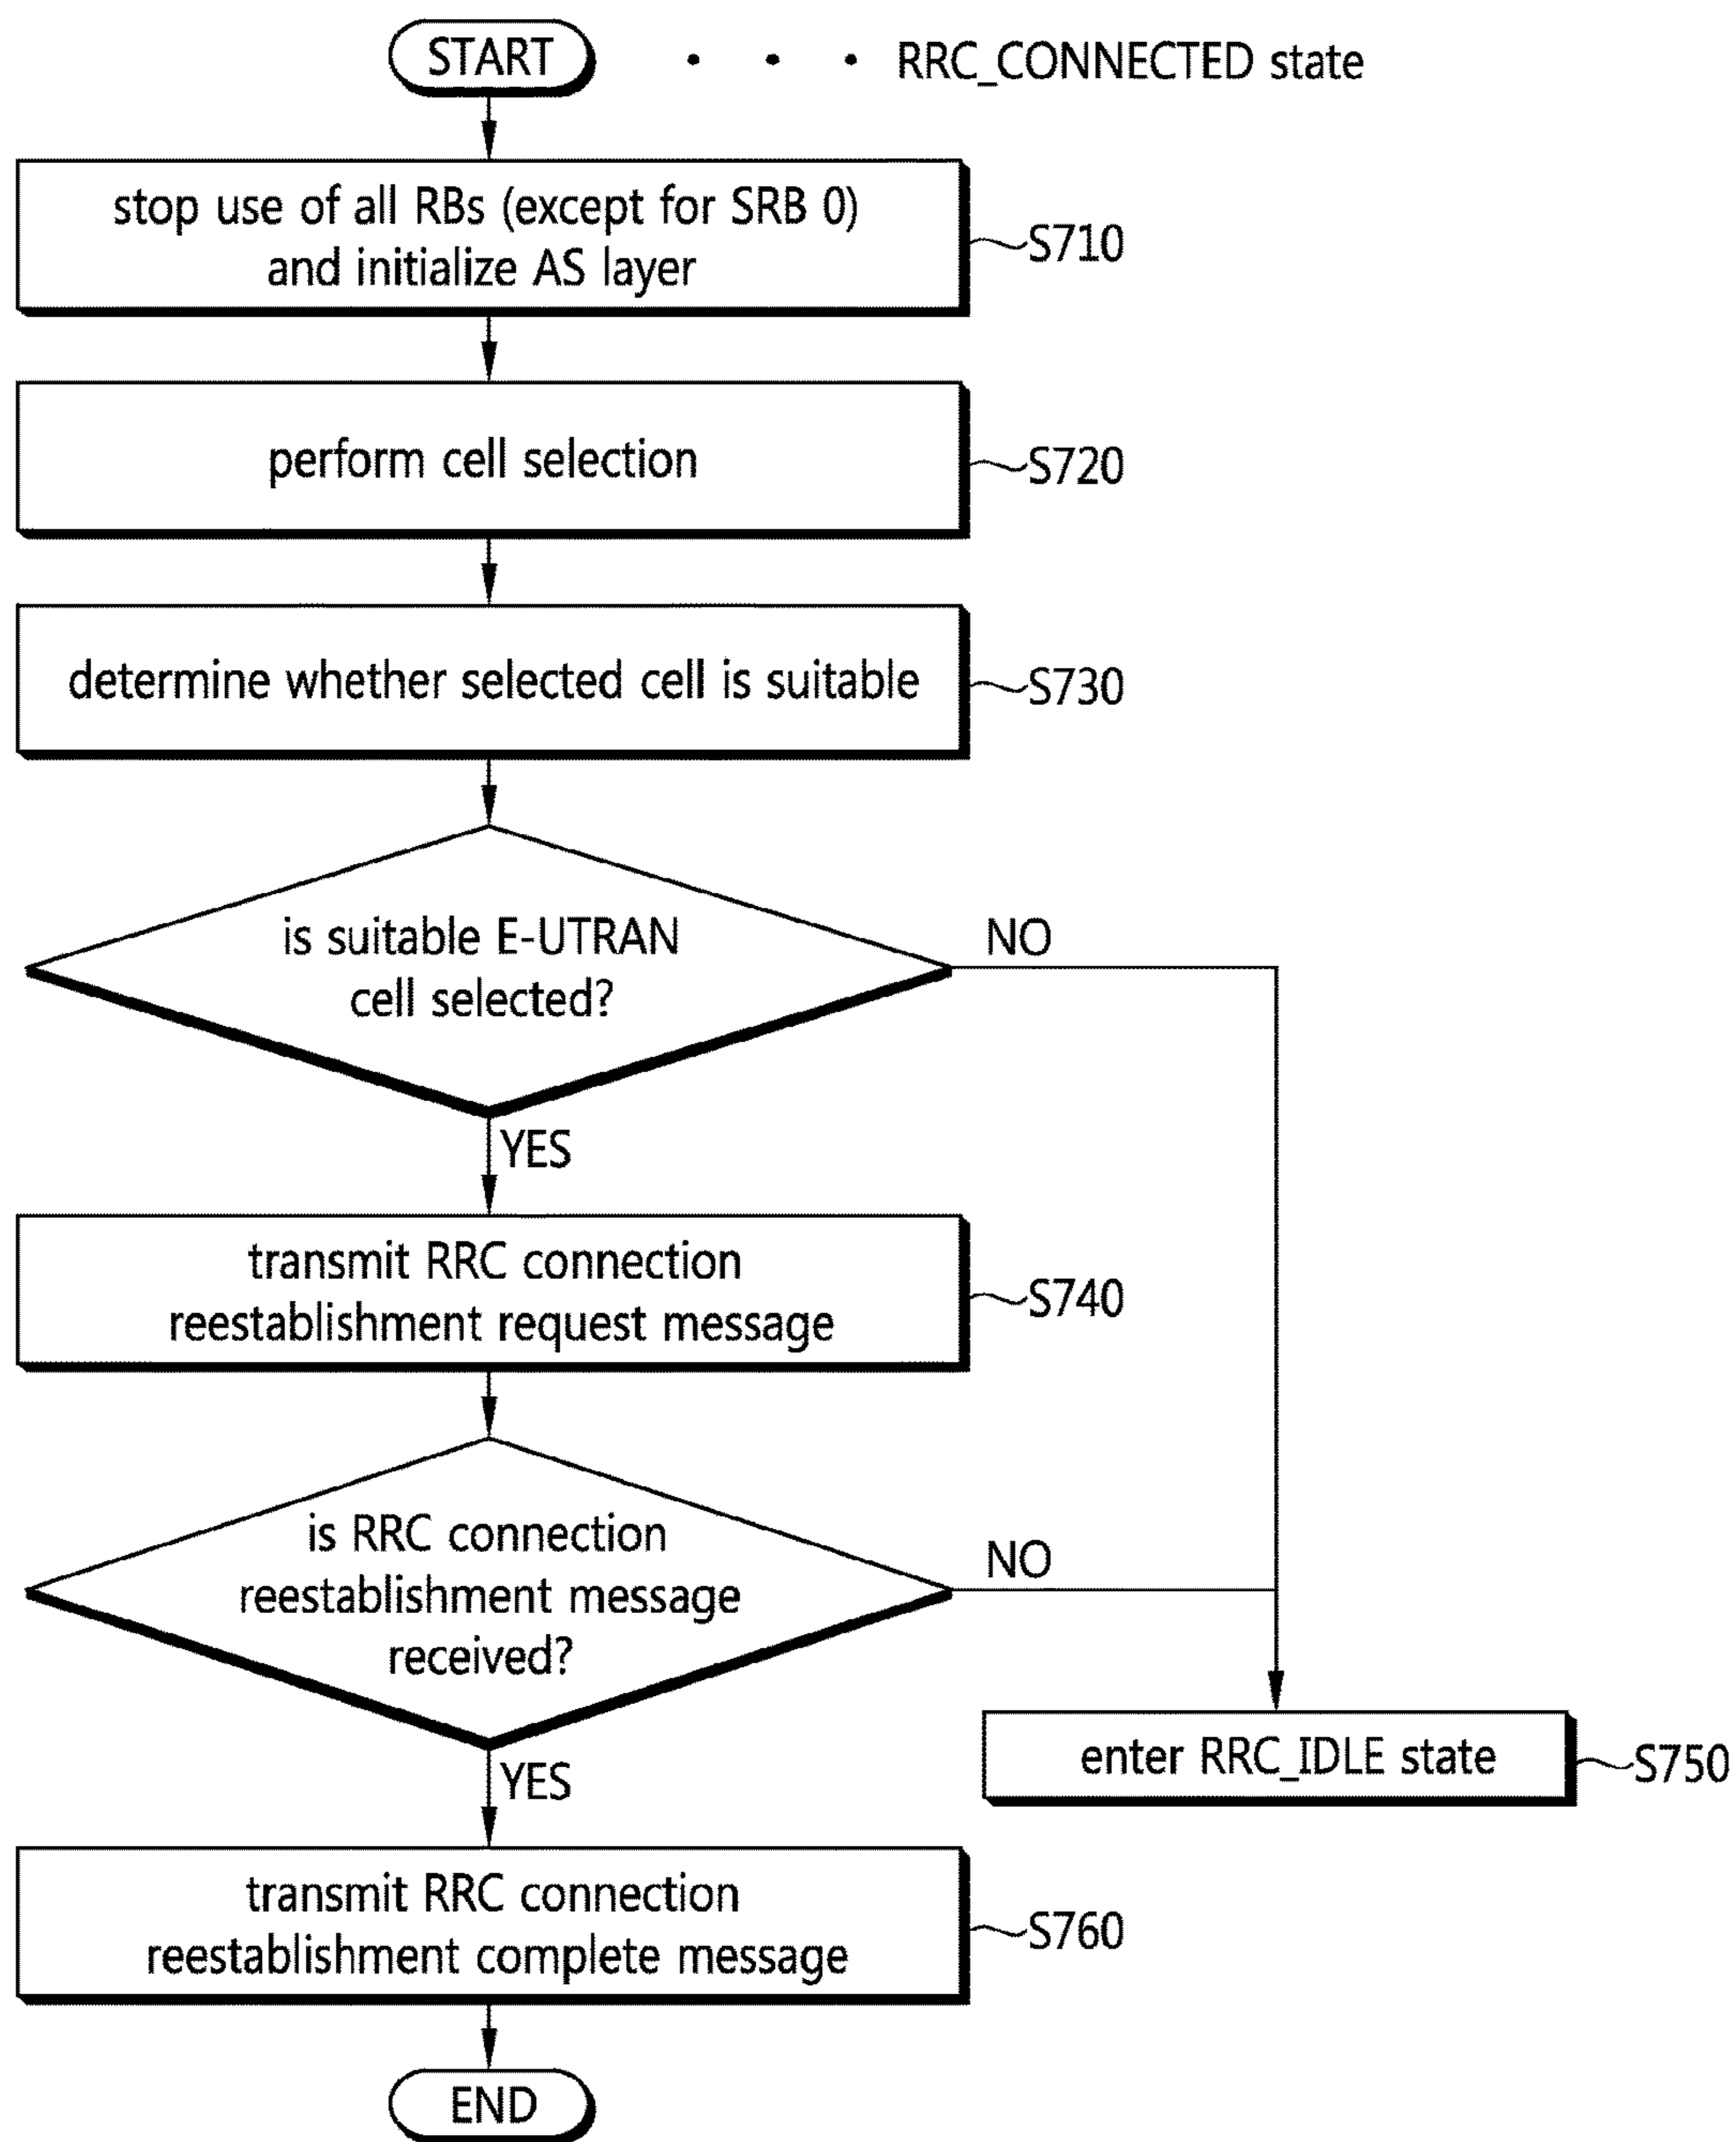 START
• • • RRC_CONNECTED state
stop use of all RBs (except for SRB 0)
and initialize AS layer
S710
perform cell selection
S720
determine whether selected cell is suitable
S730
is suitable E-UTRAN
cell selected?
NO
YES
transmit RRC connection
reestablishment request message
S740
is RRC connection
reestablishment message
received?
NO
YES
enter RRC_IDLE state
S750
transmit RRC connection
reestablishment complete message
S760
END